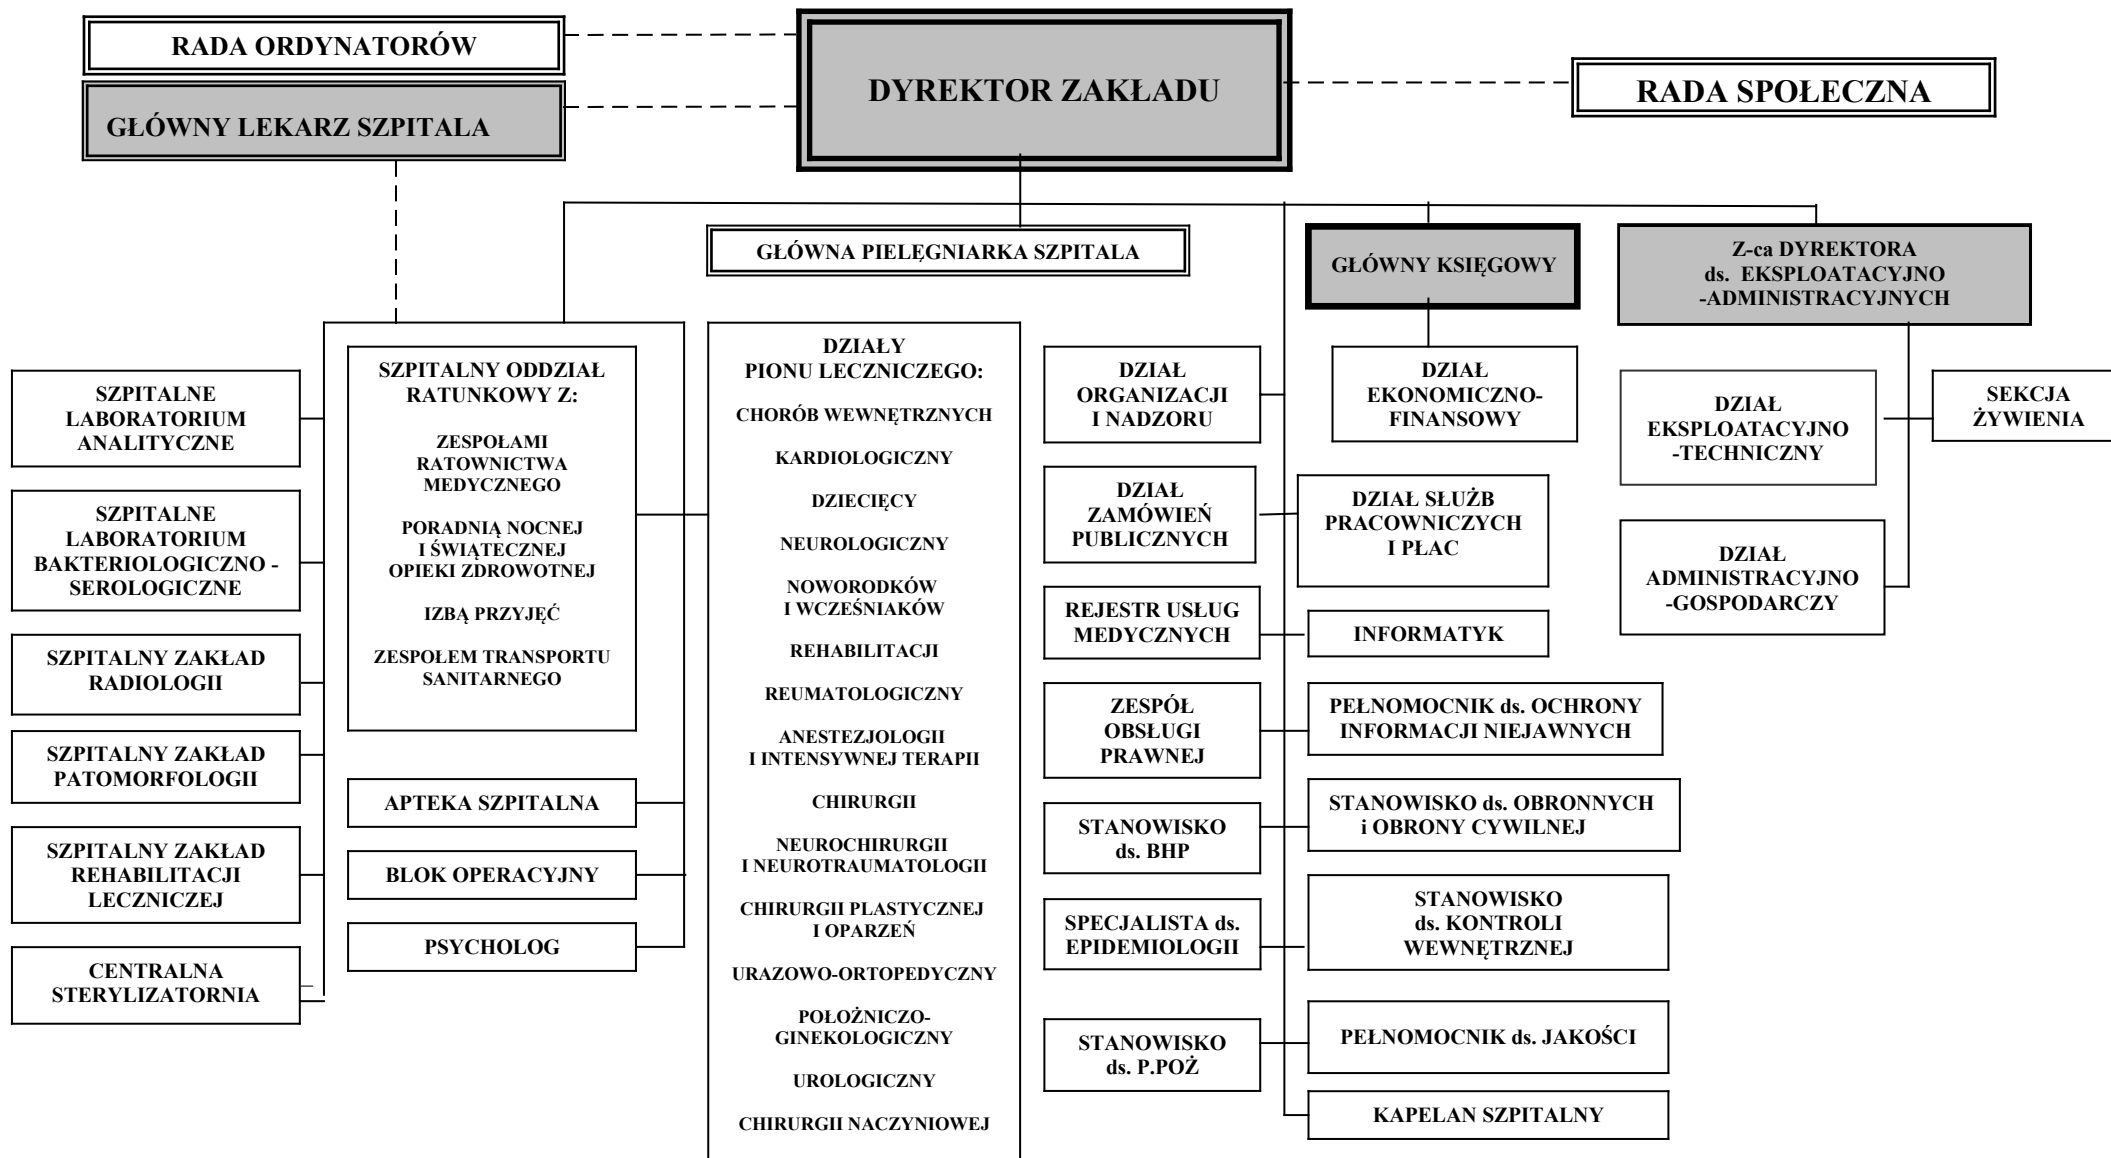 RADA ORDYNATORÓW
GŁÓWNY LEKARZ SZPITALA
DYREKTOR ZAKŁADU
RADA SPOŁECZNA
GŁÓWNA PIELĘGNIARKA SZPITALA
GŁÓWNY KSIĘGOWY
Z-ca DYREKTORA
ds. EKSPLOATACYJNO
-ADMINISTRACYJNYCH
SZPITALNE
LABORATORIUM
ANALITYCZNE
SZPITALNE
LABORATORIUM
BAKTERIOLOGICZNO -
SEROLOGICZNE
SZPITALNY ZAKŁAD
RADIOLOGII
SZPITALNY ZAKŁAD
PATOMORFOLOGII
SZPITALNY ZAKŁAD
REHABILITACJI
LECZNICZEJ
CENTRALNA
STERYLIZATORNIA
SZPITALNY ODDZIAŁ
RATUNKOWY Z:
ZESPOŁAMI
RATOWNICTWA
MEDYCZNEGO
PORADNIĄ NOCNEJ
I ŚWIĄTECZNEJ
OPIEKI ZDROWOTNEJ
IZBĄ PRZYJĘĆ
ZESPOŁEM TRANSPORTU
SANITARNEGO
APTEKA SZPITALNA
BLOK OPERACYJNY
PSYCHOLOG
DZIAŁY
PIONU LECZNICZEGO:
CHORÓB WEWNĘTRZNYCH
KARDIOLOGICZNY
DZIECIĘCY
NEUROLOGICZNY
NOWORODKÓW
I WCZEŚNIAKÓW
REHABILITACJI
REUMATOLOGICZNY
ANESTEZJOLOGII
I INTENSYWNEJ TERAPII
CHIRURGII
NEUROCHIRURGII
I NEUROTRAUMATOLOGII
CHIRURGII PLASTYCZNEJ
I OPARZEŃ
URAZOWO-ORTOPEDYCZNY
POŁOŻNICZO-
GINEKOLOGICZNY
UROLOGICZNY
CHIRURGII NACZYNIOWEJ
DZIAŁ
ORGANIZACJI
I NADZORU
DZIAŁ
ZAMÓWIEŃ
PUBLICZNYCH
REJESTR USŁUG
MEDYCZNYCH
ZESPÓŁ
OBSŁUGI
PRAWNEJ
STANOWISKO
ds. BHP
SPECJALISTA ds.
EPIDEMIOLOGII
STANOWISKO
ds. P.POŻ
DZIAŁ
EKONOMICZNO-
FINANSOWY
DZIAŁ SŁUŻB
PRACOWNICZYCH
I PŁAC
INFORMATYK
PEŁNOMOCNIK ds. OCHRONY
INFORMACJI NIEJAWNYCH
STANOWISKO ds. OBRONNYCH
i OBRONY CYWILNEJ
STANOWISKO
ds. KONTROLI
WEWNĘTRZNEJ
PEŁNOMOCNIK ds. JAKOŚCI
KAPELAN SZPITALNY
DZIAŁ
EKSPLOATACYJNO
-TECHNICZNY
SEKCJA
ŻYWIENIA
DZIAŁ
ADMINISTRACYJNO
-GOSPODARCZY